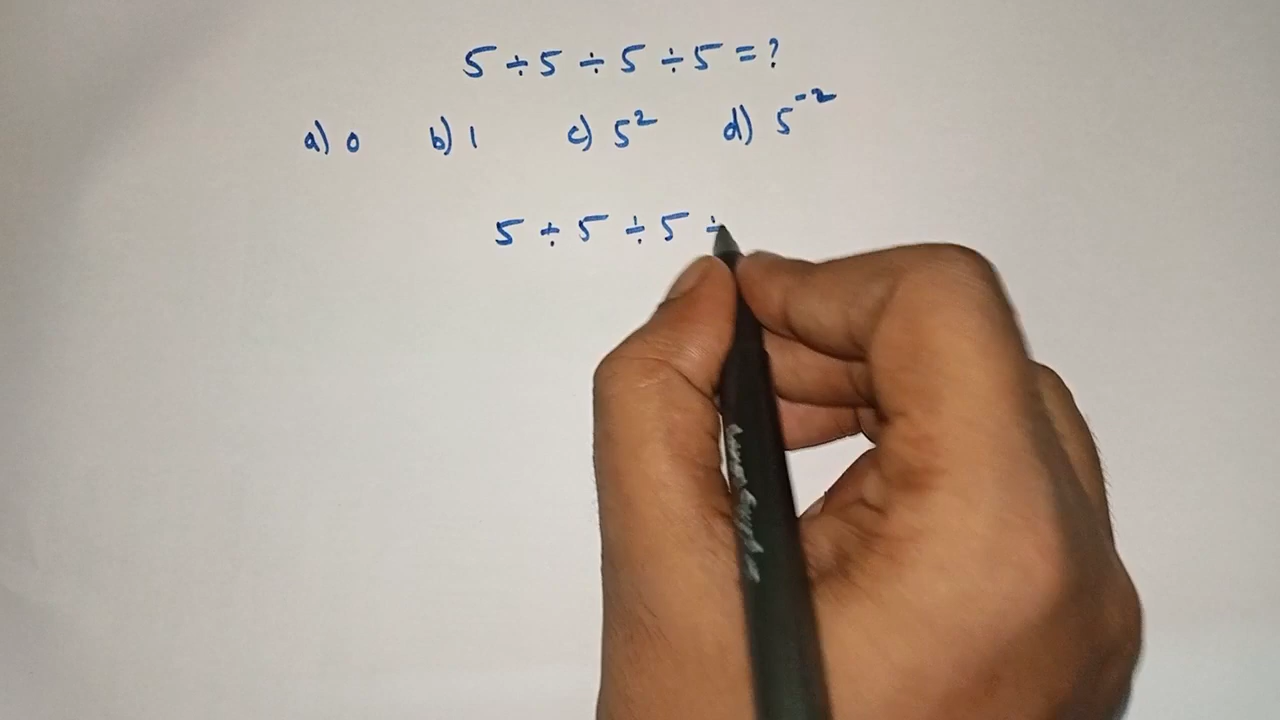 5 ÷ 5 ÷ 5 ÷ 5 = ?
a) 0 b) 1 c) 5² d) 5⁻²
5 ÷ 5 ÷ 5 ÷